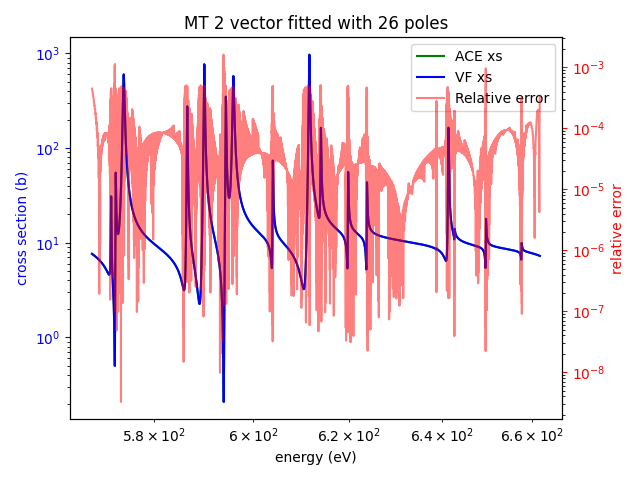 MT 2 vector fitted with 26 poles
ACE xs
VF xs
Relative error
cross section (b)
10³
10²
10¹
10⁰
relative error
10⁻³
10⁻⁴
10⁻⁵
10⁻⁶
10⁻⁷
10⁻⁸
5.8 × 10² 6 × 10² 6.2 × 10² 6.4 × 10² 6.6 × 10²
energy (eV)